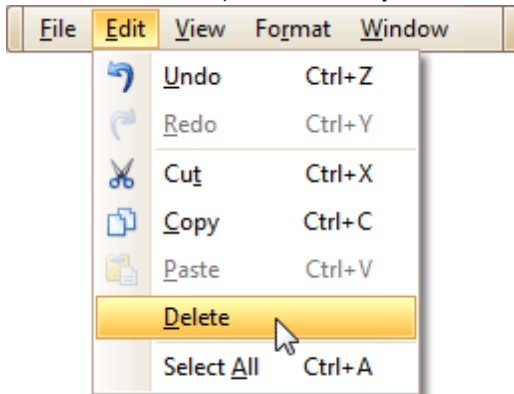 File Edit View Format Window
Undo Ctrl+Z
Redo Ctrl+Y
Cut Ctrl+X
Copy Ctrl+C
Paste Ctrl+V
Delete
Select All Ctrl+A